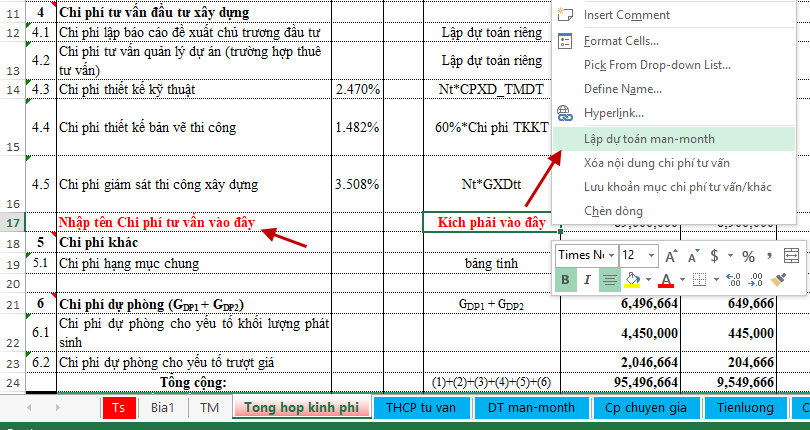 11 4 Chi phí tư vấn đầu tư xây dựng
12 4.1 Chi phí lập báo cáo đề xuất chủ trương đầu tư Lập dự toán riêng
13 4.2 Chi phí tư vấn quản lý dự án (trường hợp thuê tư vấn) Lập dự toán riêng
14 4.3 Chi phí thiết kế kỹ thuật 2.470% Nt*CPXD_TMDT
15 4.4 Chi phí thiết kế bản vẽ thi công 1.482% 60%*Chi phí TKKT
16 4.5 Chi phí giám sát thi công xây dựng 3.508% Nt*GXDtt
17 Nhập tên Chi phí tư vấn vào đây Kích phải vào đây
18 5 Chi phí khác
19 5.1 Chi phí hạng mục chung bảng tính
20
21 6 Chi phí dự phòng (GDP1 + GDP2) GDP1 + GDP2 6,496,664 649,666
22 6.1 Chi phí dự phòng cho yếu tố khối lượng phát sinh 4,450,000 445,000
23 6.2 Chi phí dự phòng cho yếu tố trượt giá 2,046,664 204,666
24 Tổng cộng: (1)+(2)+(3)+(4)+(5)+(6) 95,496,664 9,549,666
Insert Comment
Format Cells...
Pick From Drop-down List...
Define Name...
Hyperlink...
Lập dự toán man-month
Xóa nội dung chi phí tư vấn
Lưu khoản mục chi phí tư vấn/khác
Chèn dòng
Times N 12 A A $ % ,
B I A .00 .0
Ts Bia1 TM Tong hop kinh phi THCP tu van DT man-month Cp chuyen gia Tienluong C